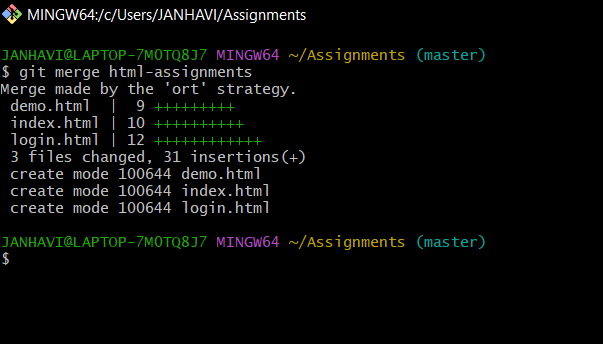 MINGW64:/c/Users/JANHAVI/Assignments
JANHAVI@LAPTOP-7MOTQ8J7 MINGW64 ~/Assignments (master)
$ git merge html-assignments
Merge made by the 'ort' strategy.
 demo.html  |  9 +++++++++
 index.html | 10 ++++++++++
 login.html | 12 ++++++++++++
 3 files changed, 31 insertions(+)
 create mode 100644 demo.html
 create mode 100644 index.html
 create mode 100644 login.html
JANHAVI@LAPTOP-7MOTQ8J7 MINGW64 ~/Assignments (master)
$